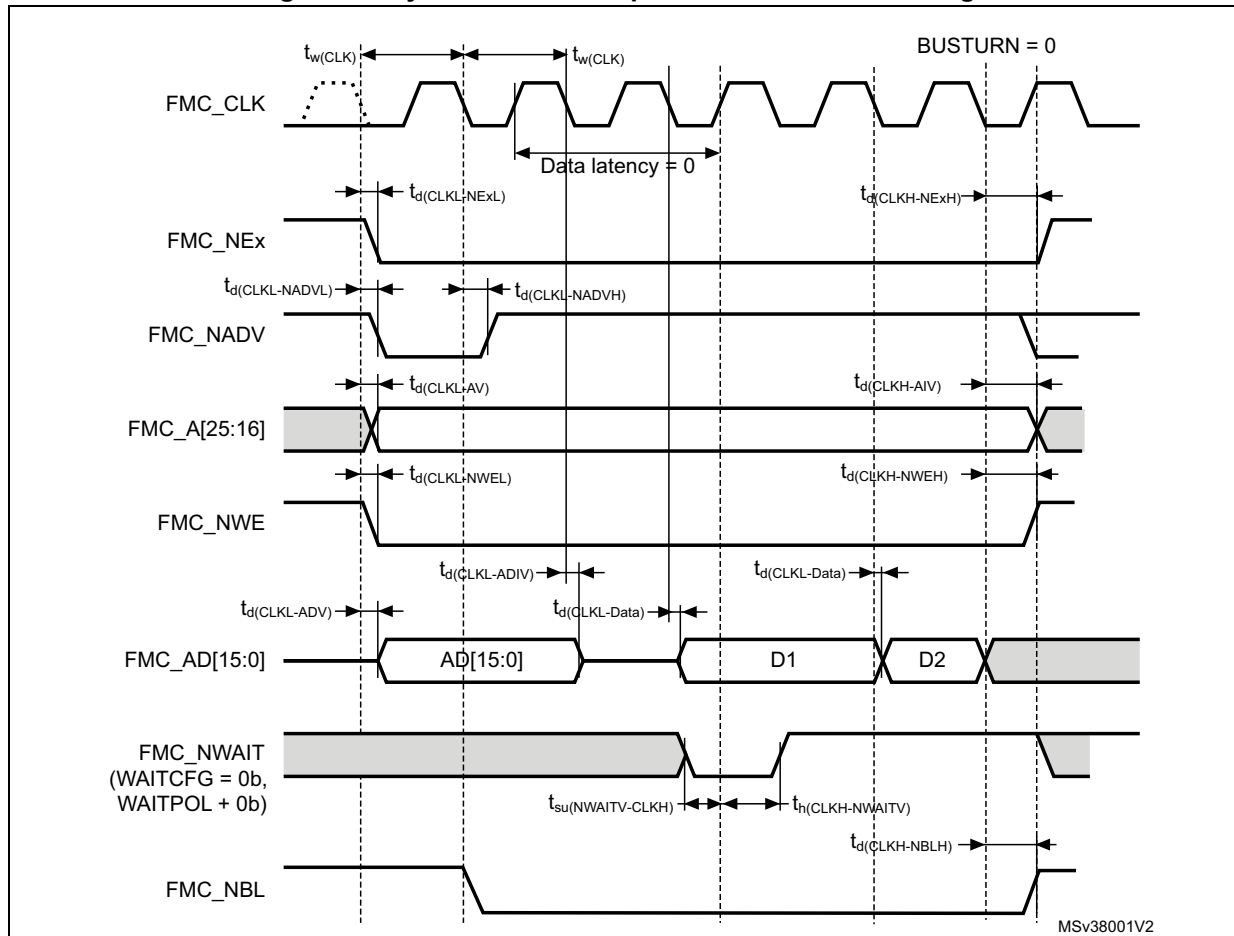 BUSTURN = 0
tw(CLK) tw(CLK)
FMC_CLK
Data latency = 0
td(CLKL-NExL) td(CLKH-NExH)
FMC_NEx
td(CLKL-NADVL) td(CLKL-NADVH)
FMC_NADV
td(CLKL-AV) td(CLKH-AIV)
FMC_A[25:16]
td(CLKL-NWEL) td(CLKH-NWEH)
FMC_NWE
td(CLKL-ADIV) td(CLKL-Data)
td(CLKL-ADV) td(CLKL-Data)
FMC_AD[15:0] AD[15:0] D1 D2
FMC_NWAIT
(WAITCFG = 0b,
WAITPOL + 0b)
tsu(NWAITV-CLKH) th(CLKH-NWAITV)
td(CLKH-NBLH)
FMC_NBL
MSv38001V2